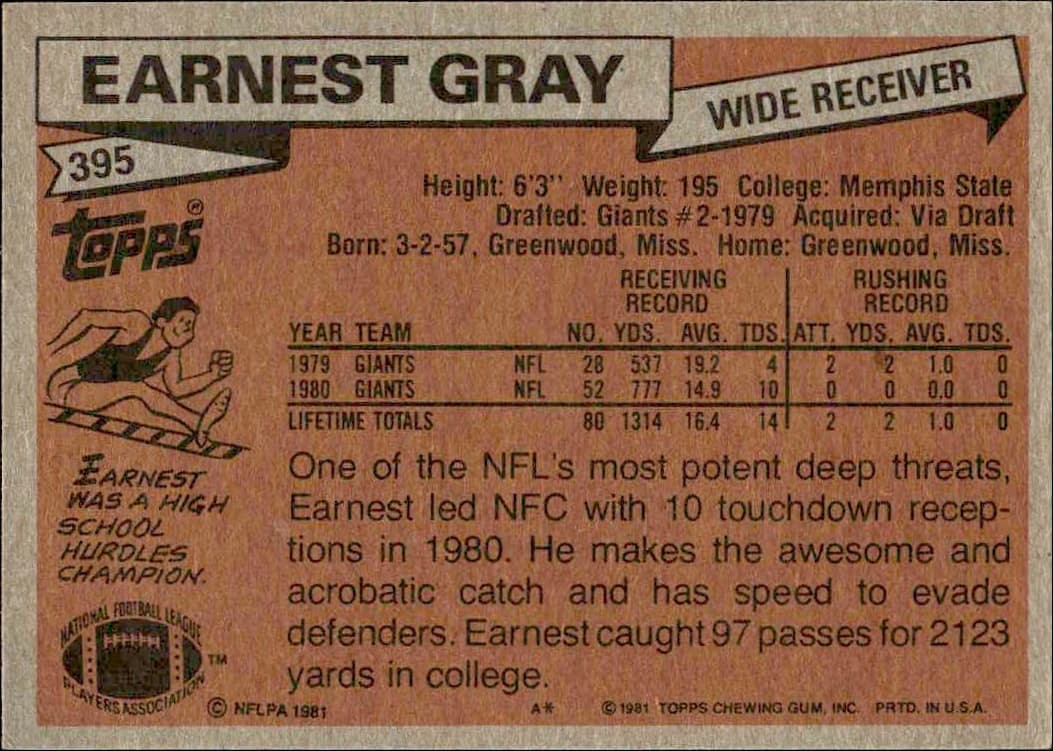 EARNEST GRAY
WIDE RECEIVER
395
Topps®
Height: 6'3'' Weight: 195 College: Memphis State
Drafted: Giants #2-1979 Acquired: Via Draft
Born: 3-2-57, Greenwood, Miss. Home: Greenwood, Miss.
RECEIVING RECORD RUSHING RECORD
YEAR TEAM NO. YDS. AVG. TDS. ATT. YDS. AVG. TDS.
1979 GIANTS NFL 28 537 19.2 4 2 2 1.0 0
1980 GIANTS NFL 52 777 14.9 10 0 0 0.0 0
LIFETIME TOTALS 80 1314 16.4 14 2 2 1.0 0
EARNEST
WAS A HIGH
SCHOOL
HURDLES
CHAMPION.
One of the NFL's most potent deep threats,
Earnest led NFC with 10 touchdown recep-
tions in 1980. He makes the awesome and
acrobatic catch and has speed to evade
defenders. Earnest caught 97 passes for 2123
yards in college.
NATIONAL FOOTBALL LEAGUE
PLAYERS ASSOCIATION
TM
© NFLPA 1981 A* © 1981 TOPPS CHEWING GUM, INC. PRTD. IN U.S.A.